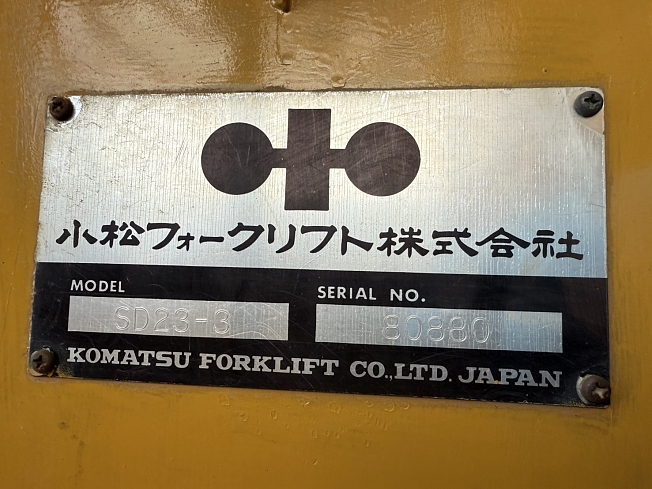 小松フォークリフト株式会社
MODEL
SERIAL NO.
SD23-3
80880
KOMATSU FORKLIFT CO.,LTD. JAPAN